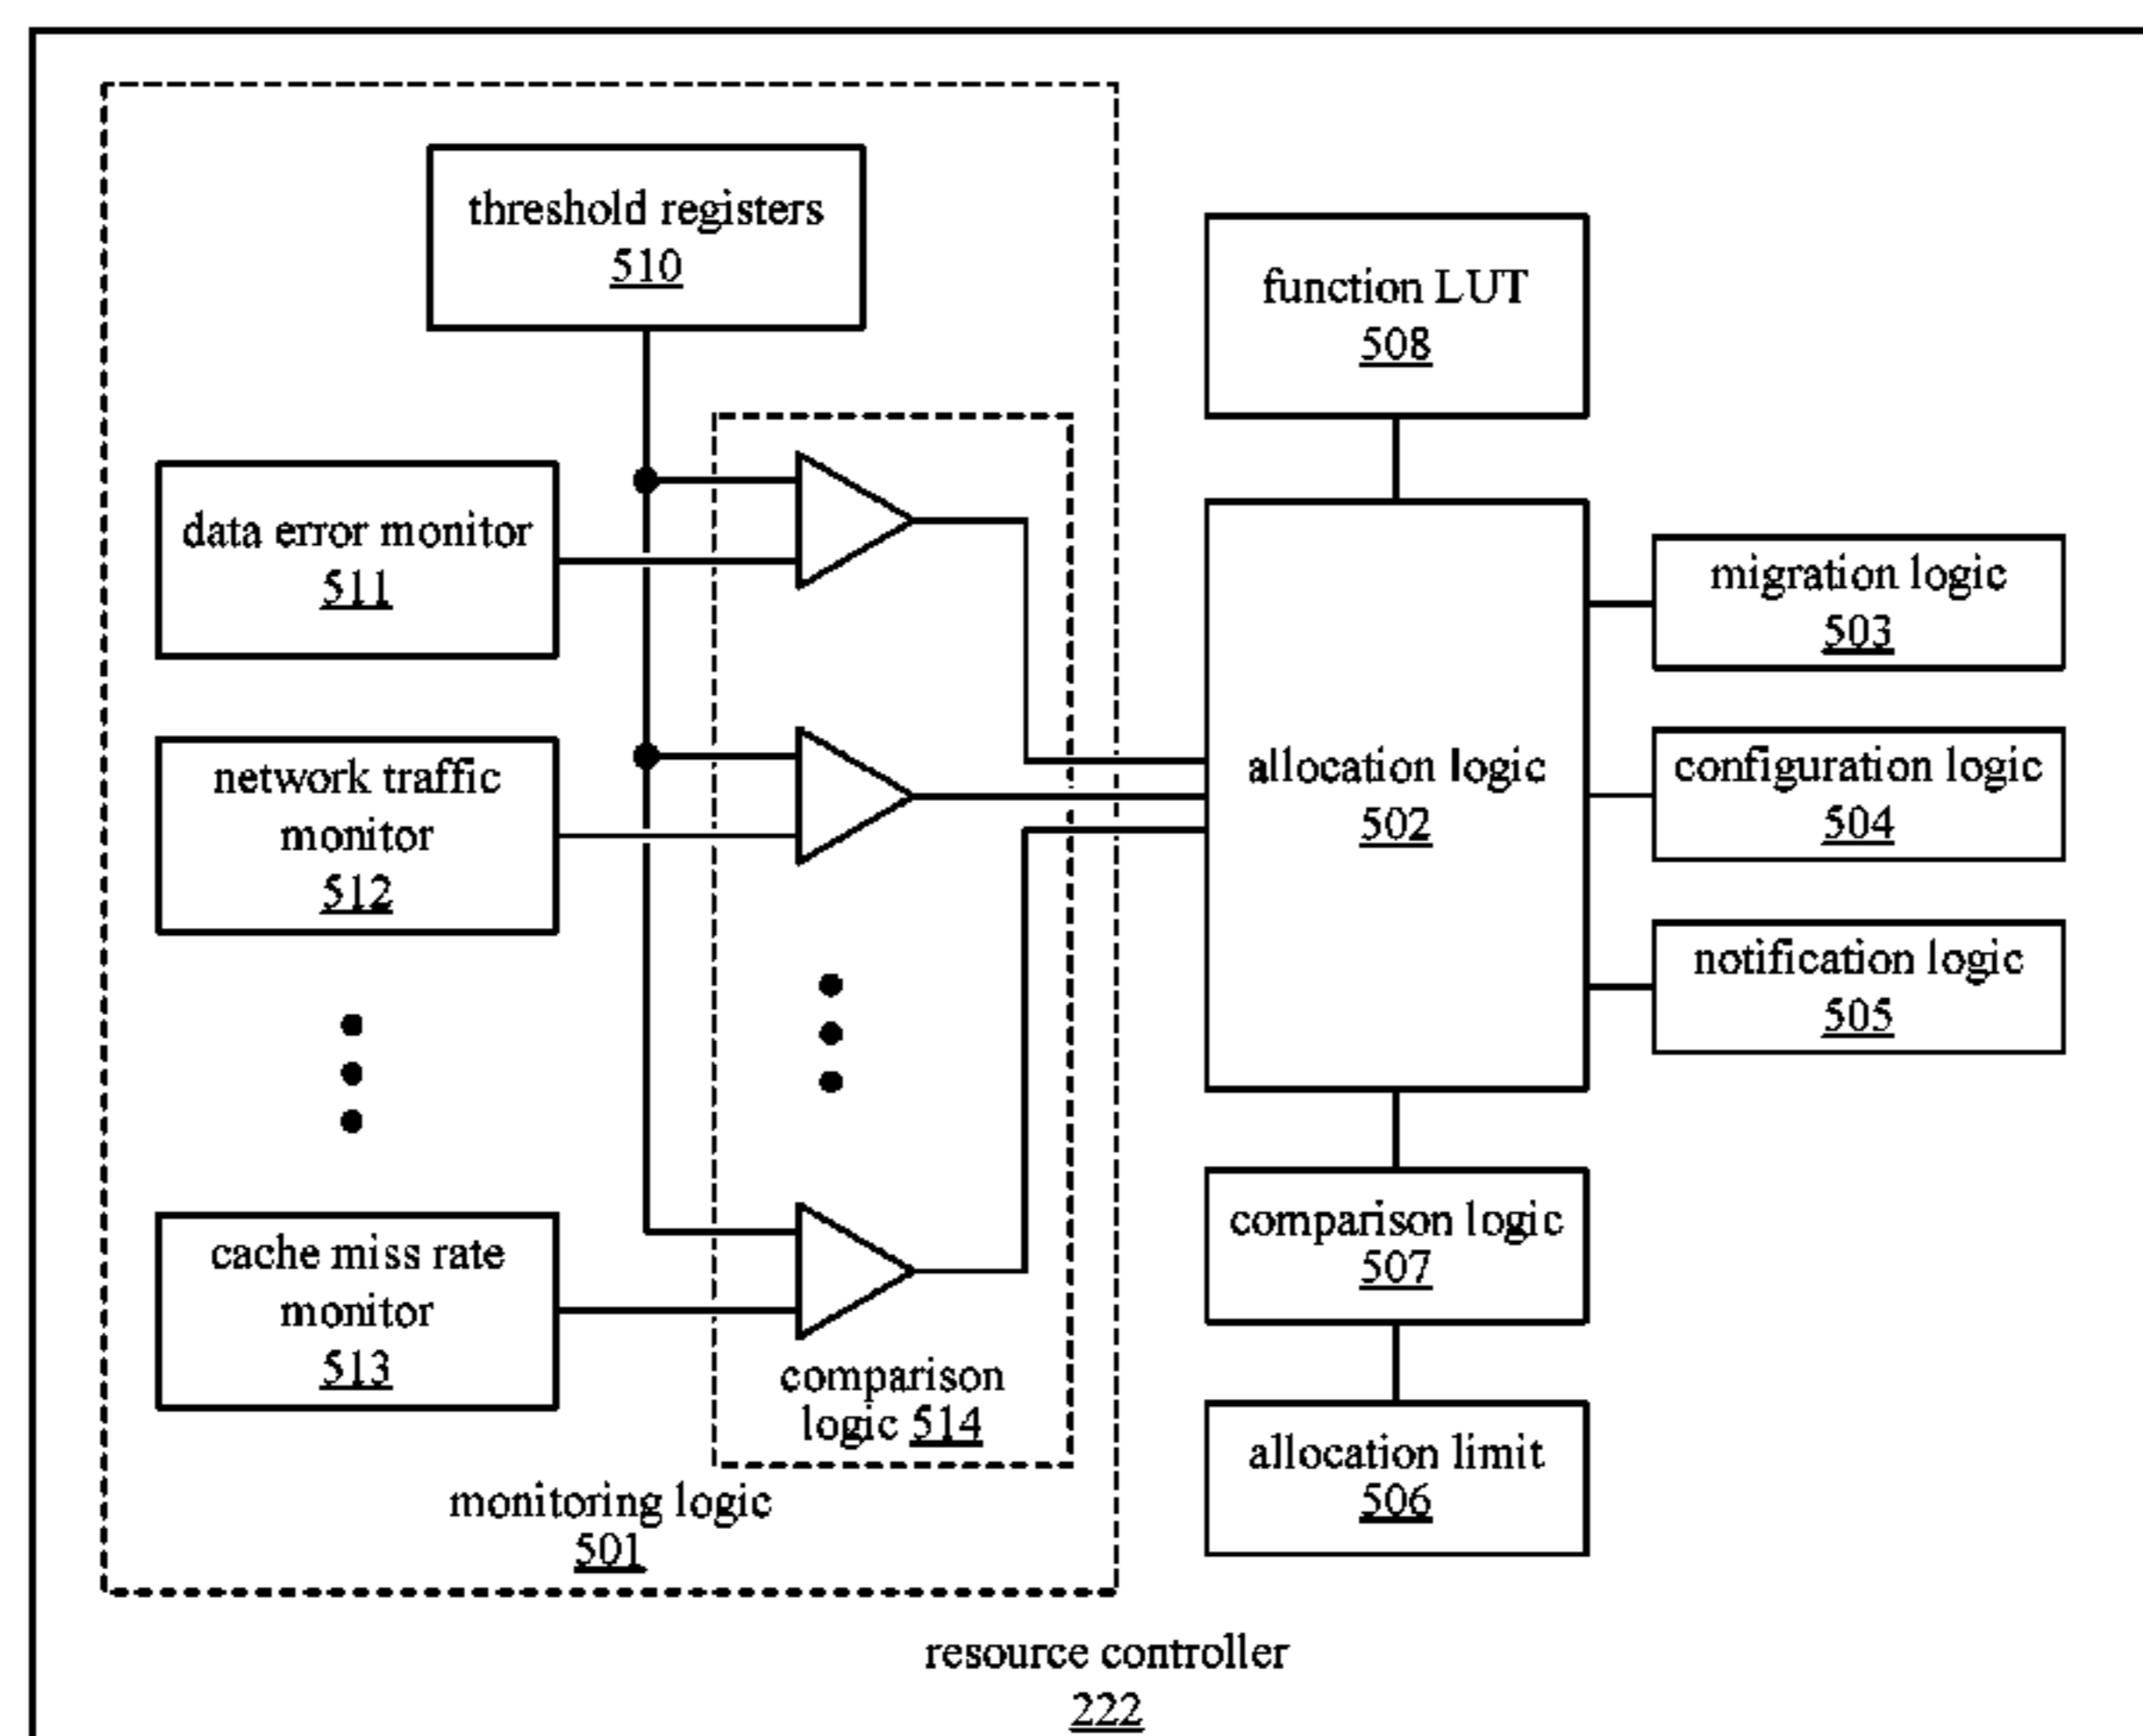 threshold registers
510
function LUT
508
data error monitor
511
migration logic
503
network traffic
monitor
512
allocation logic
502
configuration logic
504
notification logic
505
cache miss rate
monitor
513
comparison logic
507
comparison
logic 514
allocation limit
506
monitoring logic
501
resource controller
222